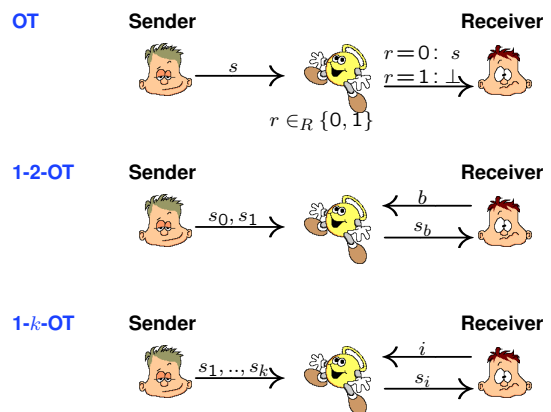 OT Sender Receiver
s r=0: s
r=1: ⊥
r ∈_R {0,1}
1-2-OT Sender Receiver
s_0, s_1 b
s_b
1-k-OT Sender Receiver
s_1, .., s_k i
s_i